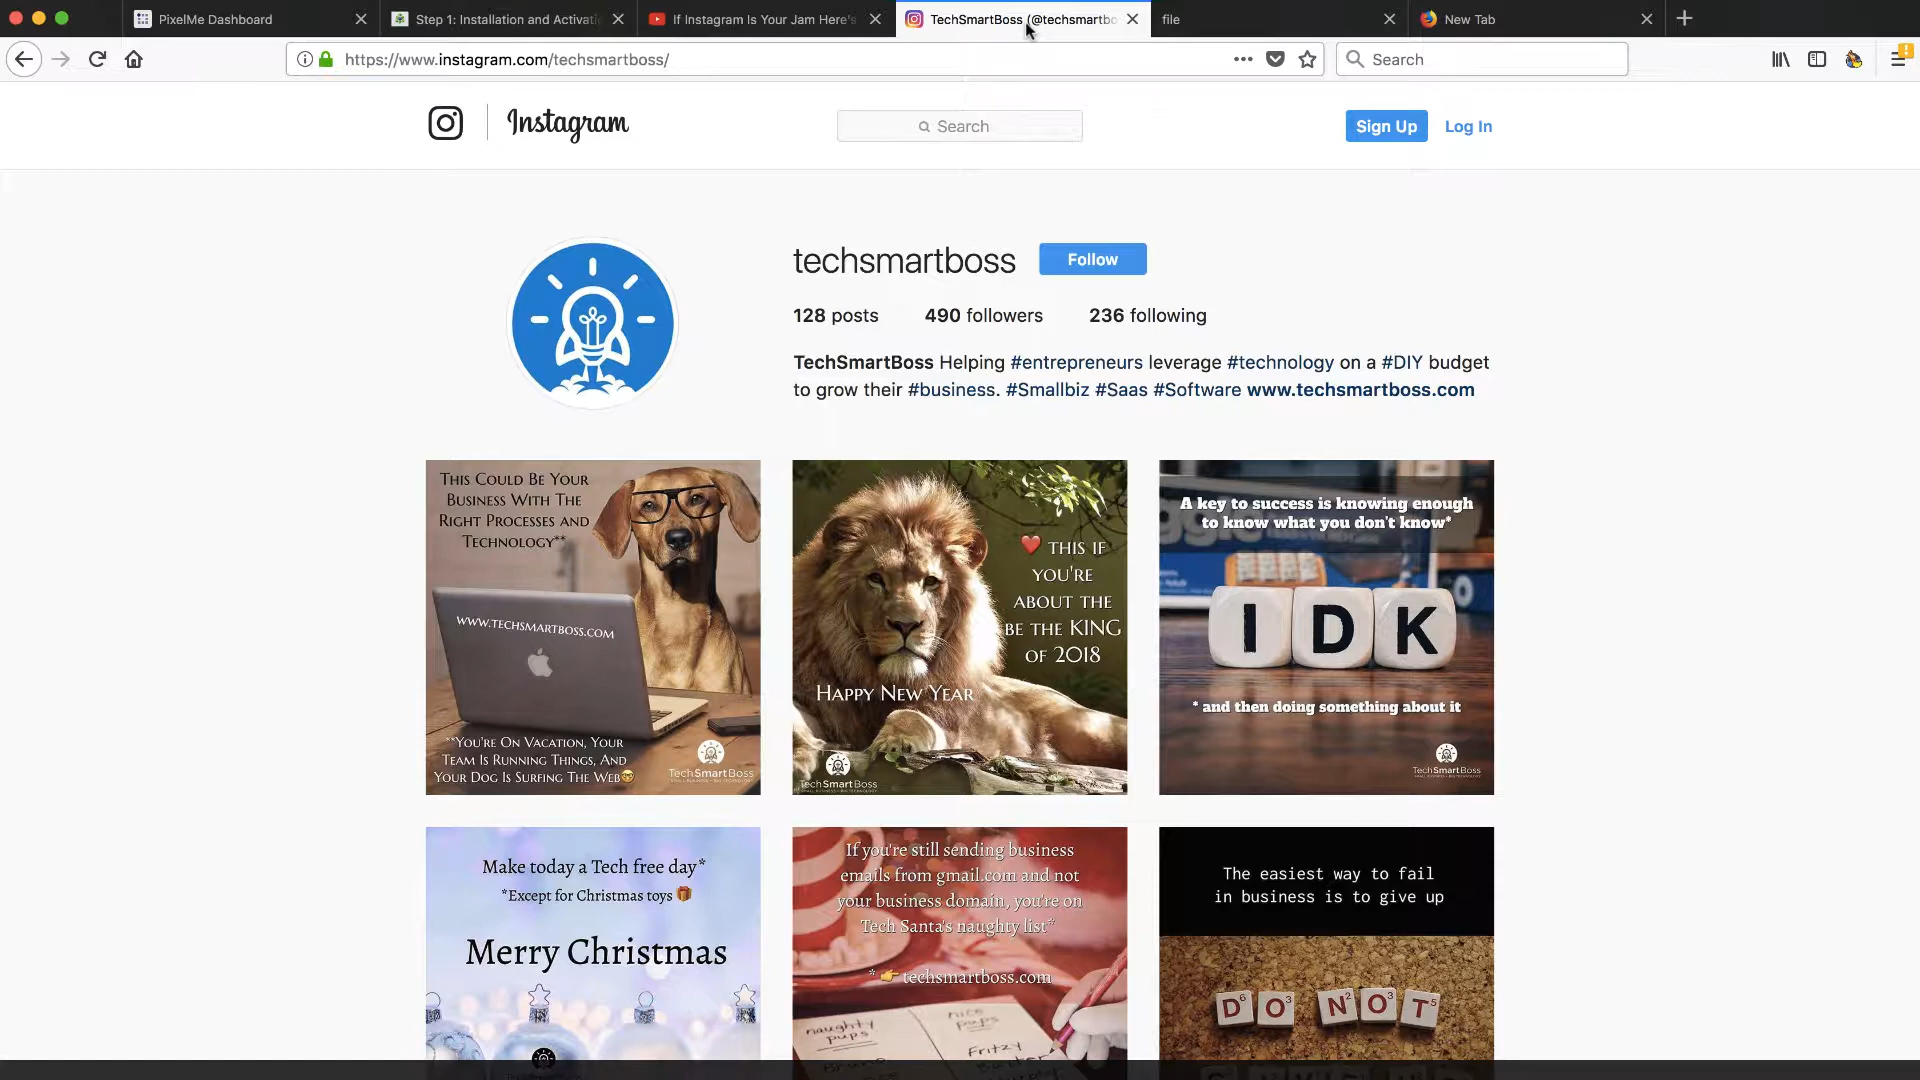 PixelMe Dashboard
Step 1: Installation and Activati
If Instagram Is Your Jam Here's
TechSmartBoss (@techsmartbo
file
New Tab
https://www.instagram.com/techsmartboss/
Search
Instagram
Search
Sign Up
Log In
techsmartboss
Follow
128 posts
490 followers
236 following
TechSmartBoss Helping #entrepreneurs leverage #technology on a #DIY budget
to grow their #business. #Smallbiz #Saas #Software www.techsmartboss.com
THIS COULD BE YOUR
BUSINESS WITH THE
RIGHT PROCESSES AND
TECHNOLOGY**
WWW.TECHSMARTBOSS.COM
**YOU'RE ON VACATION, YOUR
TEAM IS RUNNING THINGS, AND
YOUR DOG IS SURFING THE WEB🤓
TechSmartBoss
❤️ THIS IF
YOU'RE
ABOUT THE
BE THE KING
OF 2018
HAPPY NEW YEAR
TechSmartBoss
A key to success is knowing enough
to know what you don't know*
IDK
* and then doing something about it
TechSmartBoss
Make today a Tech free day*
*Except for Christmas toys 🎁
Merry Christmas
If you're still sending business
emails from gmail.com and not
your business domain, you're on
Tech Santa's naughty list*
* 👉 techsmartboss.com
naughty
pups
nice
pups
Fritzy
The easiest way to fail
in business is to give up
DO NOT